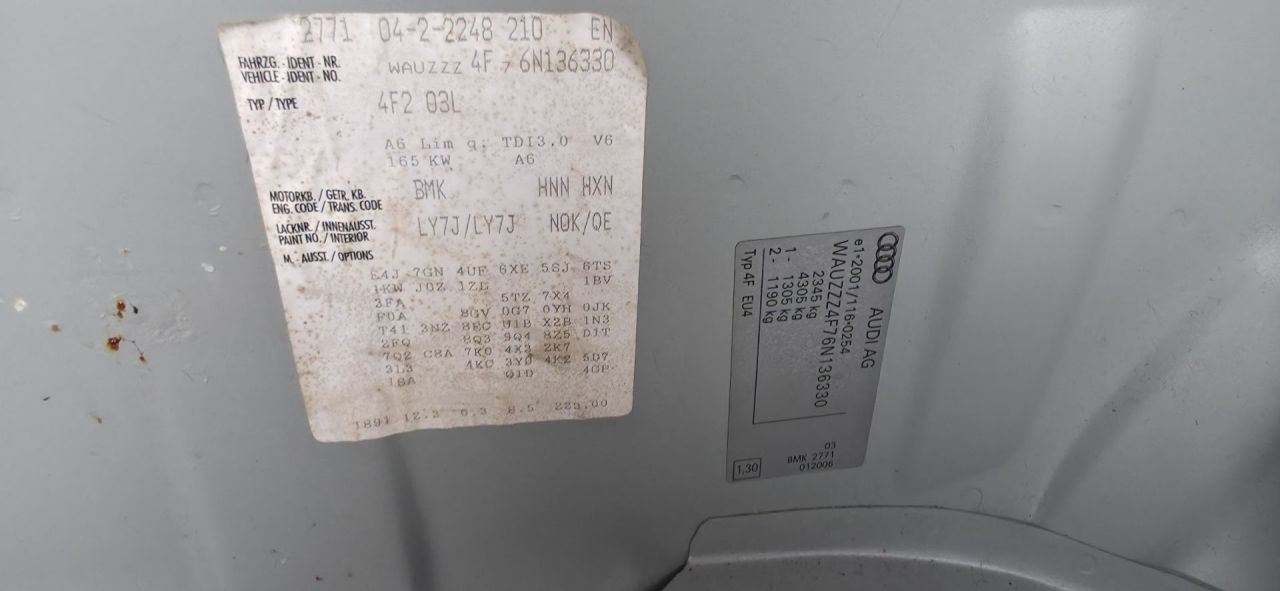 2771 04-2-2248 210 EN
FAHRZG.-IDENT-NR.
VEHICLE-IDENT-NO.
WAUZZZ 4F 7 6N136330
TYP/TYPE
4F2 03L
A6 Lim q. TDI3.0 V6
165 KW A6
MOTORKB./GETR.KB.
ENG. CODE/TRANS. CODE
BMK HNN HXN
LACKNR./INNENAUSST.
PAINT NO./INTERIOR
LY7J/LY7J N0K/QE
M.-AUSST./OPTIONS
E4J 7GN 4UF 6XE 5SJ 6TS
1KW J0Z 1ZE 1BV
3FA 5TZ 7X4
F0A 8GV 0G7 0YH 0JK
T41 3NZ 8EC U1B X2B 1N3
2FQ 8Q3 9Q4 8Z5 D1T
7Q2 C8A 7K0 4X3 2K7
3L3 4KC 3Y0 4K2 5D7
1SA Q1D 4GP
1891 12.3 6.3 8.5 225.00
AUDI AG
e1*2001/116*0254
WAUZZZ4F76N136330
2345 kg
4305 kg
1- 1305 kg
2- 1190 kg
Typ 4F EU4
03
BMK 2771
012006
1,30